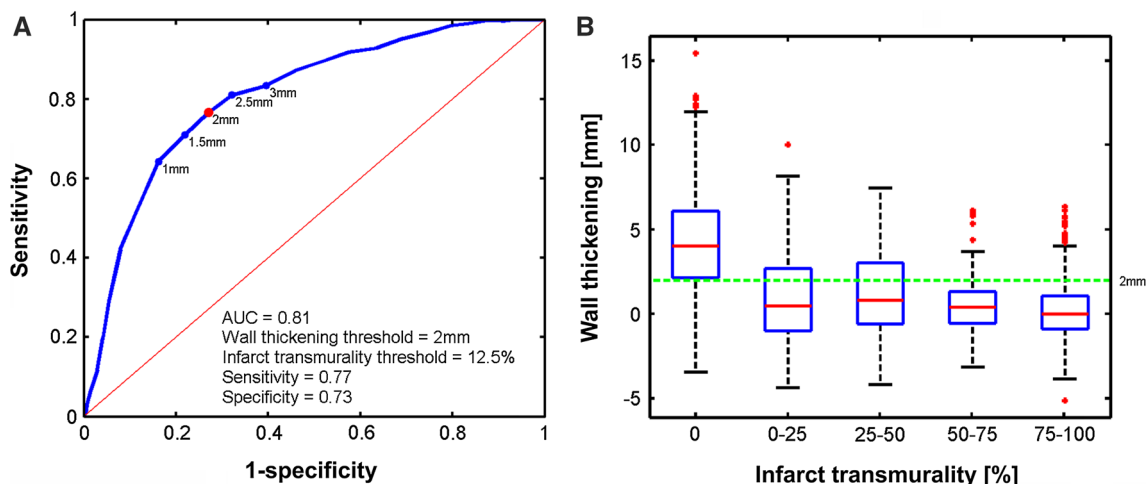 A
1
0.8
0.6
0.4
0.2
0
0
0.2
0.4
0.6
0.8
1
Sensitivity
1-specificity
1mm
1.5mm
2mm
2.5mm
3mm
AUC = 0.81
Wall thickening threshold = 2mm
Infarct transmurality threshold = 12.5%
Sensitivity = 0.77
Specificity = 0.73
B
15
10
5
0
-5
Wall thickening [mm]
2mm
0
0-25
25-50
50-75
75-100
Infarct transmurality [%]